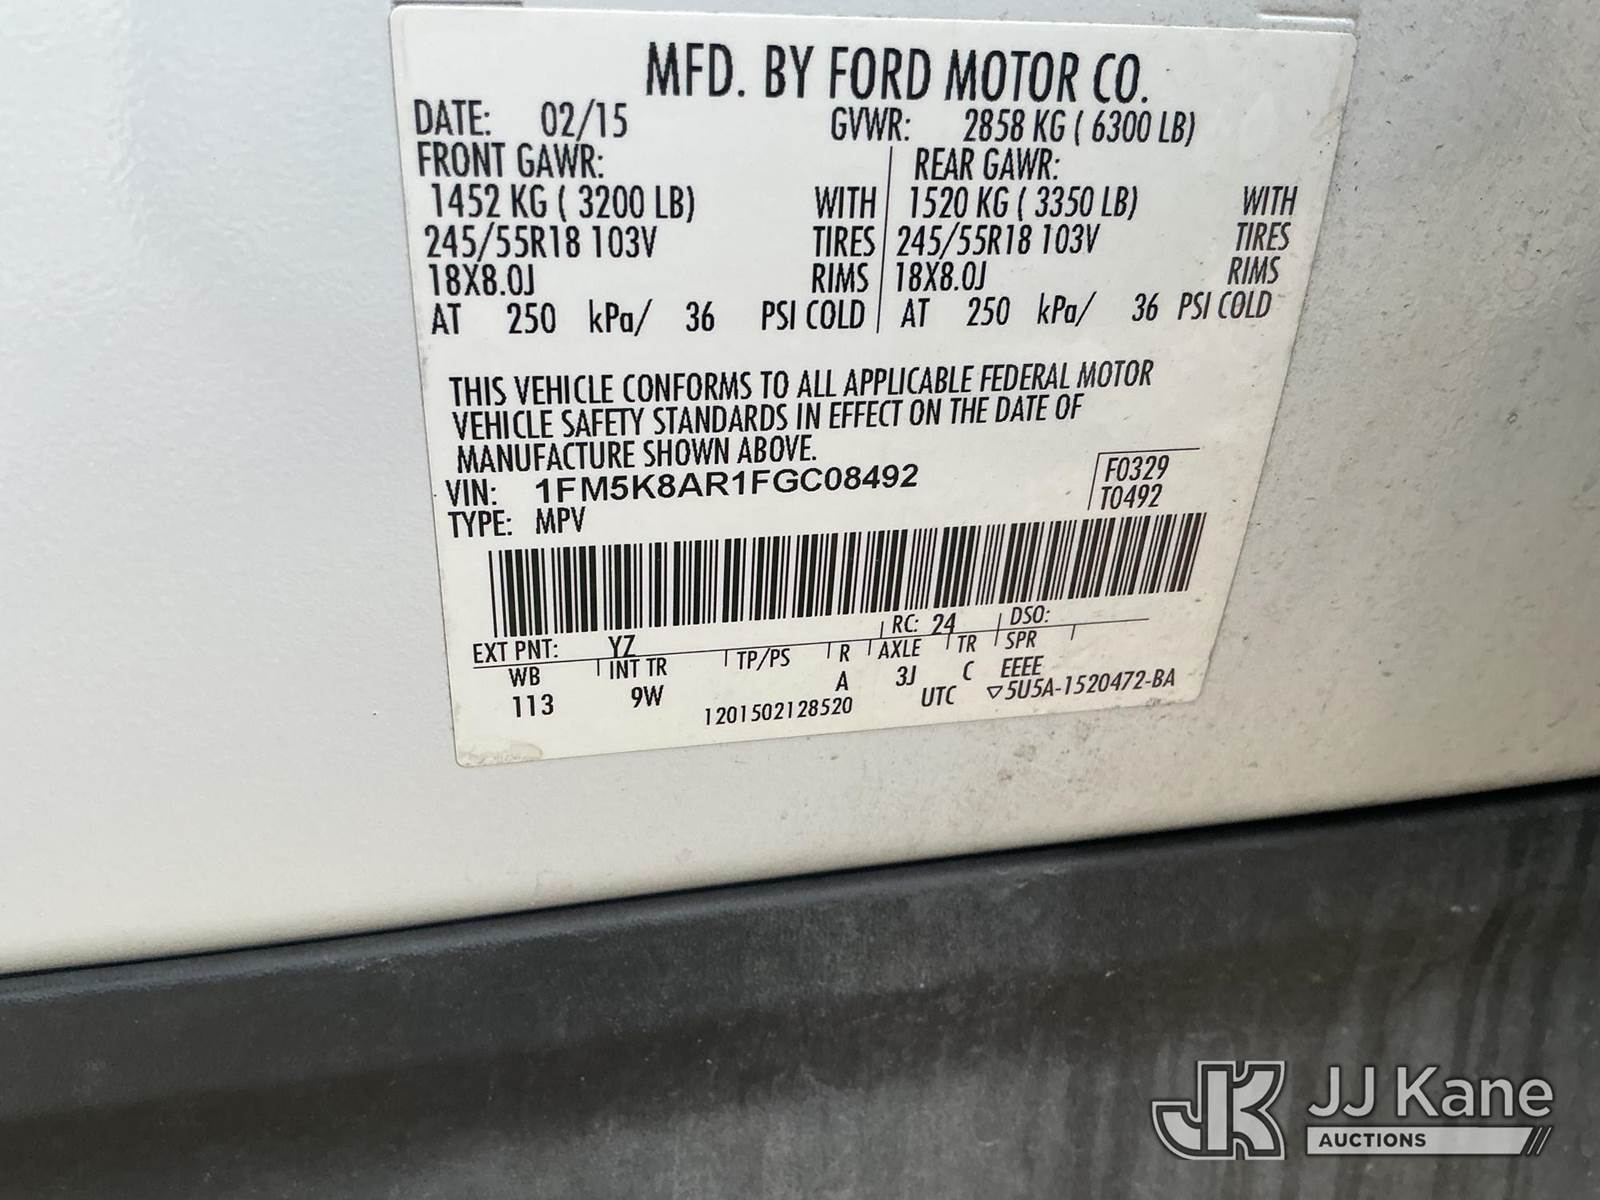 MFD. BY FORD MOTOR CO.
DATE: 02/15 GVWR: 2858 KG ( 6300 LB)
FRONT GAWR: REAR GAWR:
1452 KG ( 3200 LB) WITH 1520 KG ( 3350 LB) WITH
245/55R18 103V TIRES 245/55R18 103V TIRES
18X8.0J RIMS 18X8.0J RIMS
AT 250 kPa/ 36 PSI COLD AT 250 kPa/ 36 PSI COLD
THIS VEHICLE CONFORMS TO ALL APPLICABLE FEDERAL MOTOR
VEHICLE SAFETY STANDARDS IN EFFECT ON THE DATE OF
MANUFACTURE SHOWN ABOVE.
VIN: 1FM5K8AR1FGC08492 F0329
TYPE: MPV T0492
EXT PNT: YZ RC: 24 DSO:
WB INT TR TP/PS R AXLE TR SPR
113 9W A 3J C EEEE
1201502128520 UTC ▽5U5A-1520472-BA
JK JJ Kane
AUCTIONS